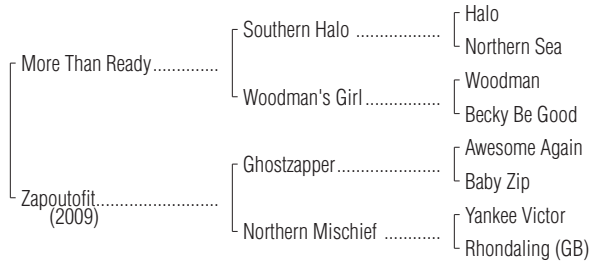 Halo
Southern Halo ..................
Northern Sea
More Than Ready..............
Woodman
Woodman's Girl ................
Becky Be Good
Awesome Again
Ghostzapper......................
Baby Zip
Zapoutofit..........................
(2009)
Yankee Victor
Northern Mischief ............
Rhondaling (GB)